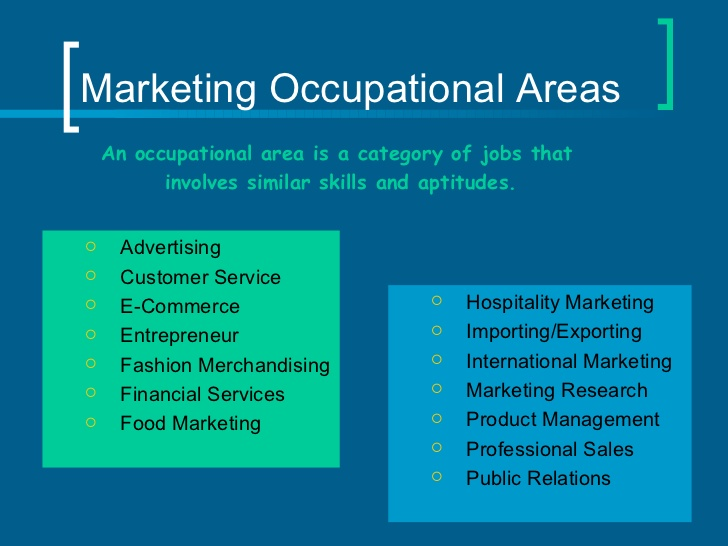 Marketing Occupational Areas
An occupational area is a category of jobs that
involves similar skills and aptitudes.
Advertising
Customer Service
E-Commerce
Entrepreneur
Fashion Merchandising
Financial Services
Food Marketing
Hospitality Marketing
Importing/Exporting
International Marketing
Marketing Research
Product Management
Professional Sales
Public Relations